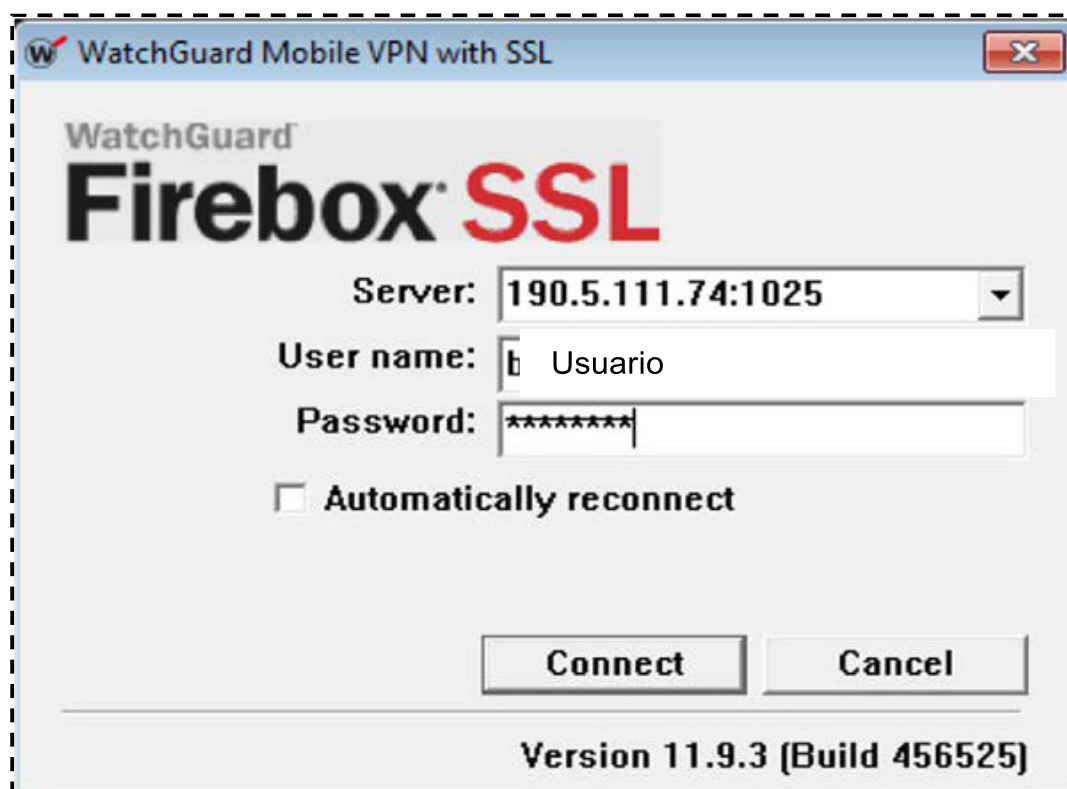 WatchGuard Mobile VPN with SSL
WatchGuard
Firebox SSL
Server: 190.5.111.74:1025
User name: b Usuario
Password: ********
Automatically reconnect
Connect Cancel
Version 11.9.3 (Build 456525)